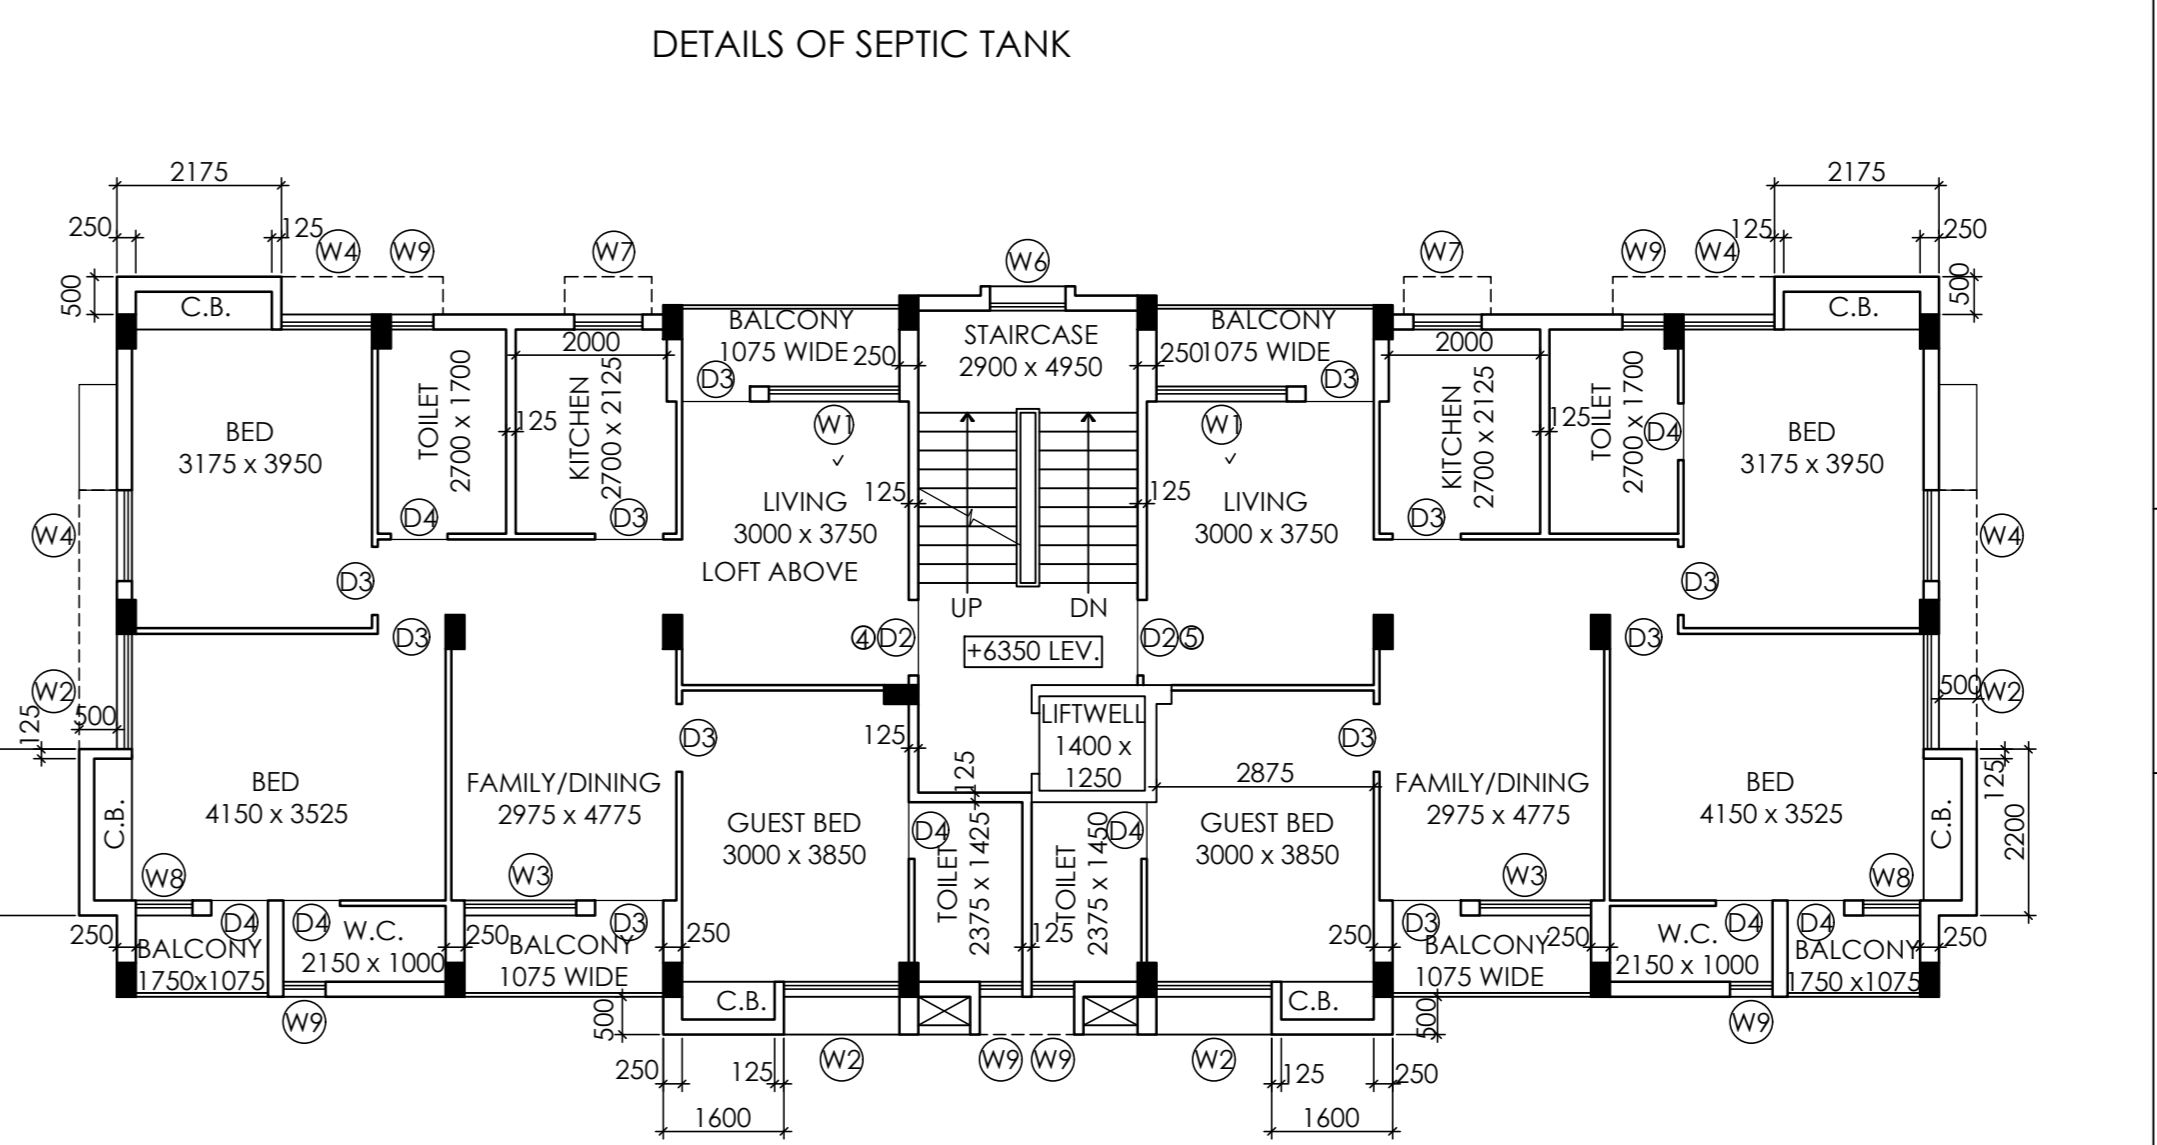 DETAILS OF SEPTIC TANK
2175
2175
250
125
W4
W9
W7
W6
W7
W9
W4
125
250
500
C.B.
C.B.
500
BALCONY
1075 WIDE
STAIRCASE
2900 x 4950
BALCONY
1075 WIDE
2000
250
250
2000
D3
D3
TOILET
2700 x 1700
KITCHEN
2700 x 2125
KITCHEN
2700 x 2125
TOILET
2700 x 1700
125
125
W1
W1
D4
BED
3175 x 3950
BED
3175 x 3950
125
125
LIVING
3000 x 3750
LIVING
3000 x 3750
D4
D3
D3
W4
W4
LOFT ABOVE
D3
D3
UP
DN
D3
4
D2
D2
5
D3
+6350 LEV.
W2
500
125
500
W2
LIFTWELL
1400 x
1250
D3
125
D3
125
2875
125
BED
4150 x 3525
FAMILY/DINING
2975 x 4775
FAMILY/DINING
2975 x 4775
BED
4150 x 3525
C.B.
C.B.
2200
GUEST BED
3000 x 3850
D4
TOILET
2375 x 1425
TOILET
2375 x 1450
D4
GUEST BED
3000 x 3850
W8
W3
W3
W8
D4
D4
D3
D3
D4
D4
250
W.C.
2150 x 1000
250
250
125
250
250
W.C.
2150 x 1000
250
BALCONY
1750x1075
BALCONY
1075 WIDE
BALCONY
1075 WIDE
BALCONY
1750 x1075
C.B.
C.B.
W9
500
500
W9
W2
W9
W9
W2
250
125
125
250
1600
1600